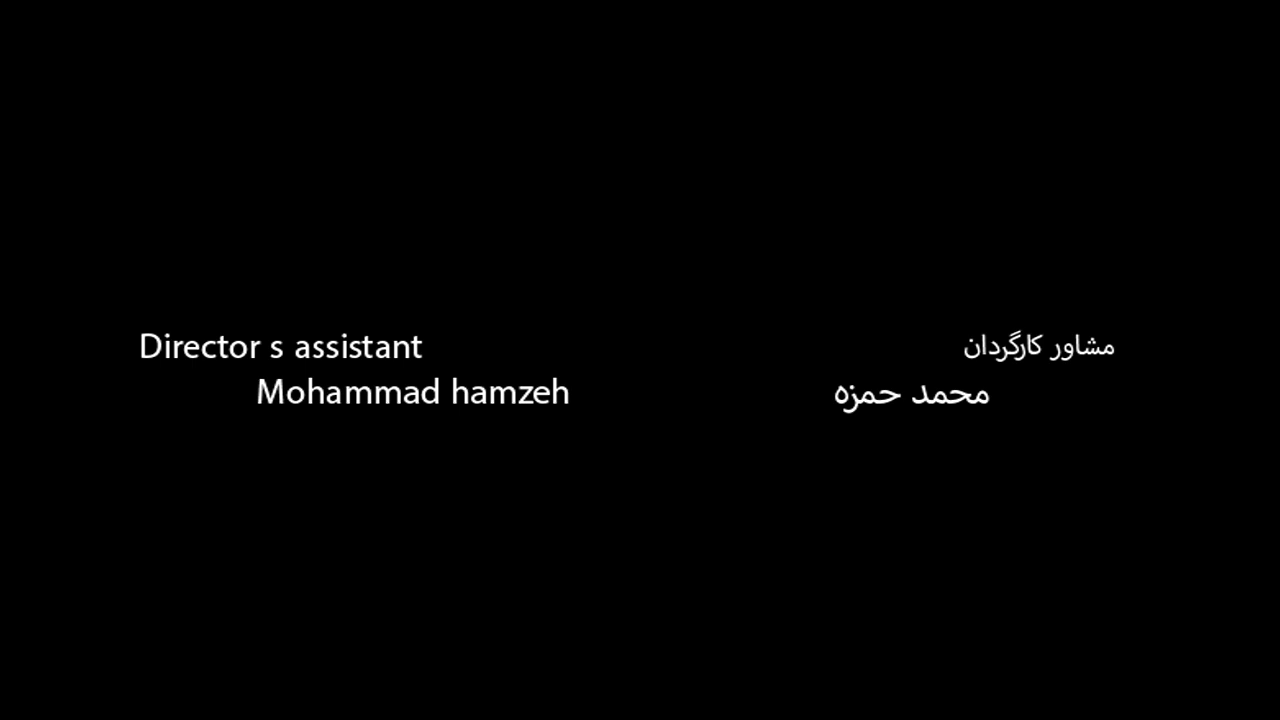 Director s assistant
Mohammad hamzeh
مشاور کارگردان
محمد حمزه